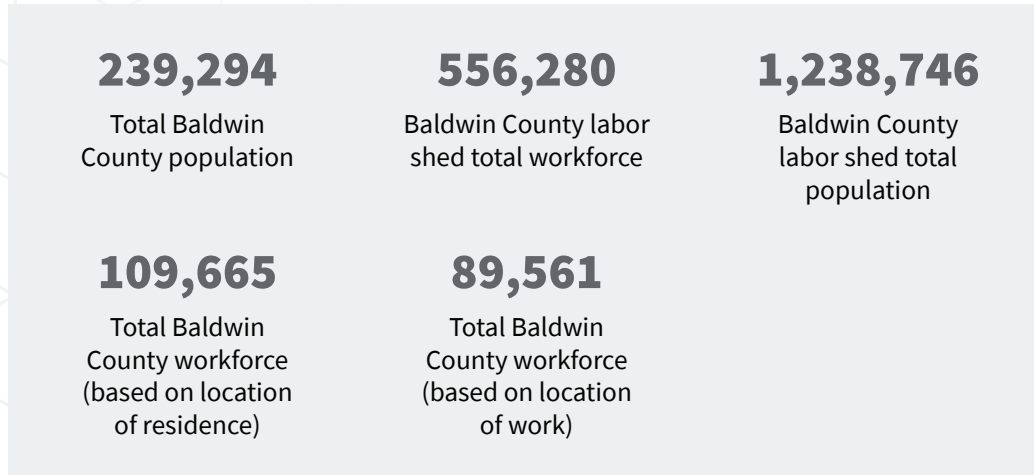 239,294
Total Baldwin
County population
556,280
Baldwin County labor
shed total workforce
1,238,746
Baldwin County
labor shed total
population
109,665
Total Baldwin
County workforce
(based on location
of residence)
89,561
Total Baldwin
County workforce
(based on location
of work)